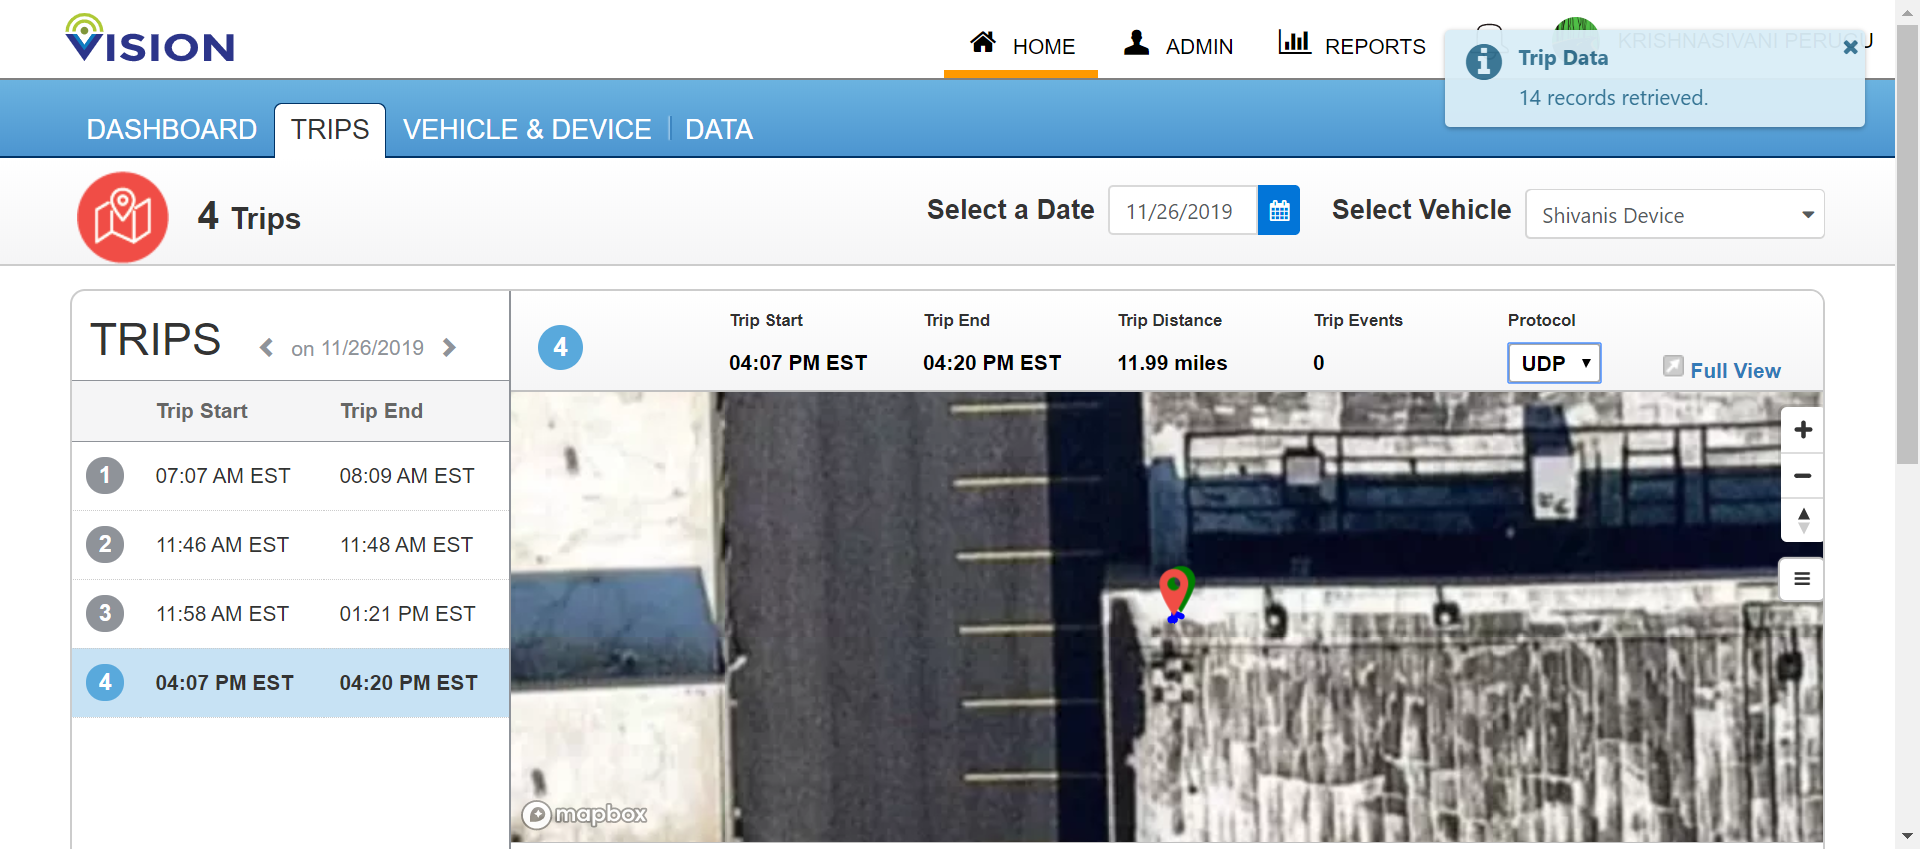 VISION
HOME
ADMIN
REPORTS
KRISHNASIVANI PERUGU
Trip Data
14 records retrieved.
DASHBOARD
TRIPS
VEHICLE & DEVICE
DATA
4 Trips
Select a Date
11/26/2019
Select Vehicle
Shivanis Device
TRIPS
on 11/26/2019
Trip Start Trip End
1 07:07 AM EST 08:09 AM EST
2 11:46 AM EST 11:48 AM EST
3 11:58 AM EST 01:21 PM EST
4 04:07 PM EST 04:20 PM EST
4
Trip Start Trip End Trip Distance Trip Events Protocol
04:07 PM EST 04:20 PM EST 11.99 miles 0 UDP
Full View
mapbox